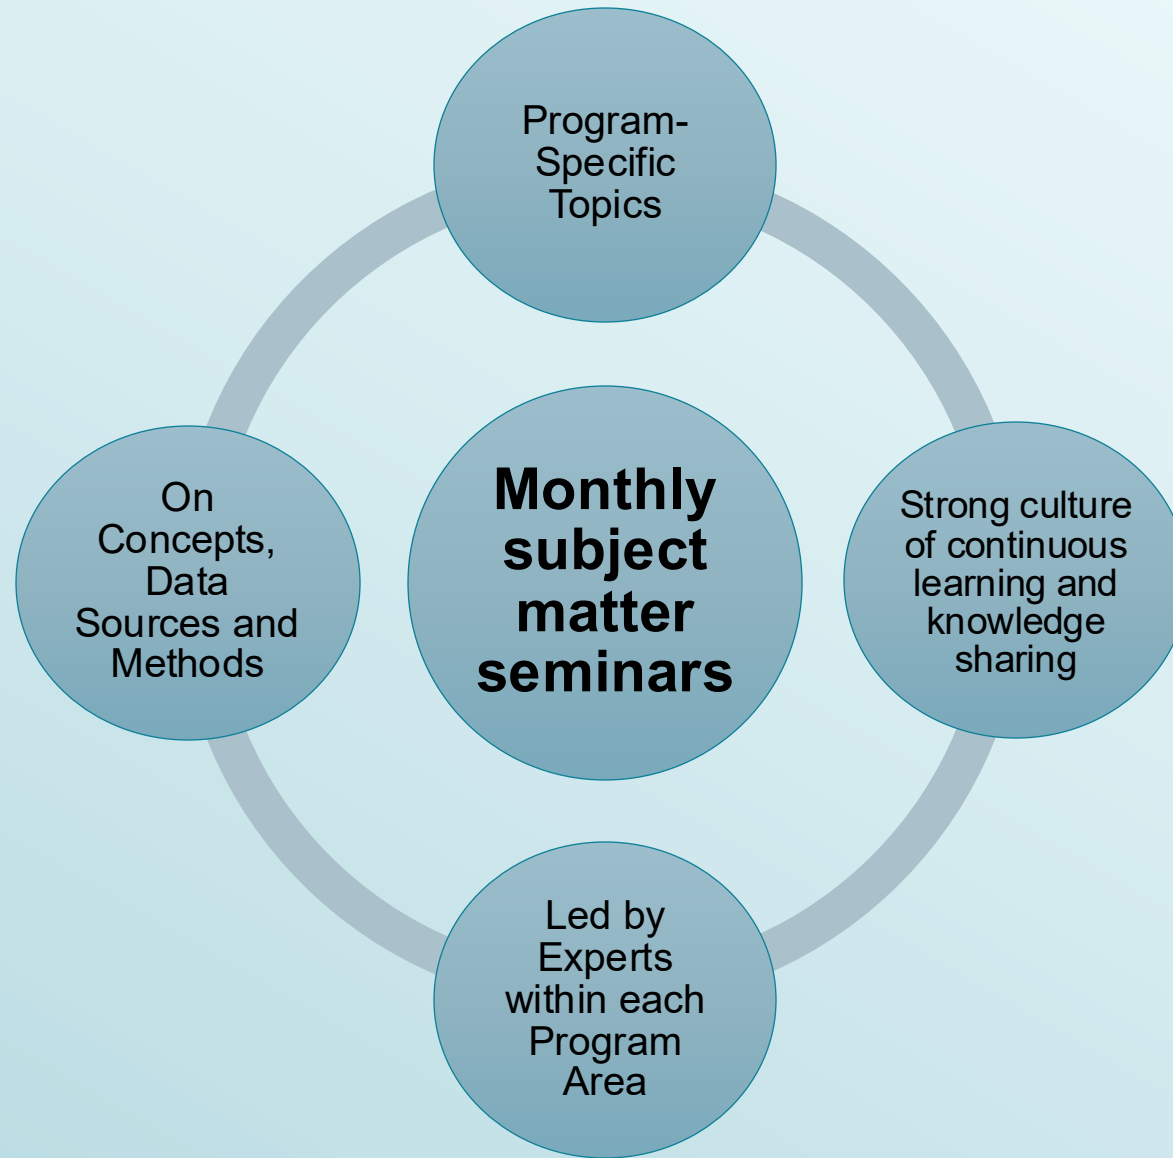 Program-
Specific
Topics
On
Concepts,
Data
Sources and
Methods
Monthly
subject
matter
seminars
Strong culture
of continuous
learning and
knowledge
sharing
Led by
Experts
within each
Program
Area